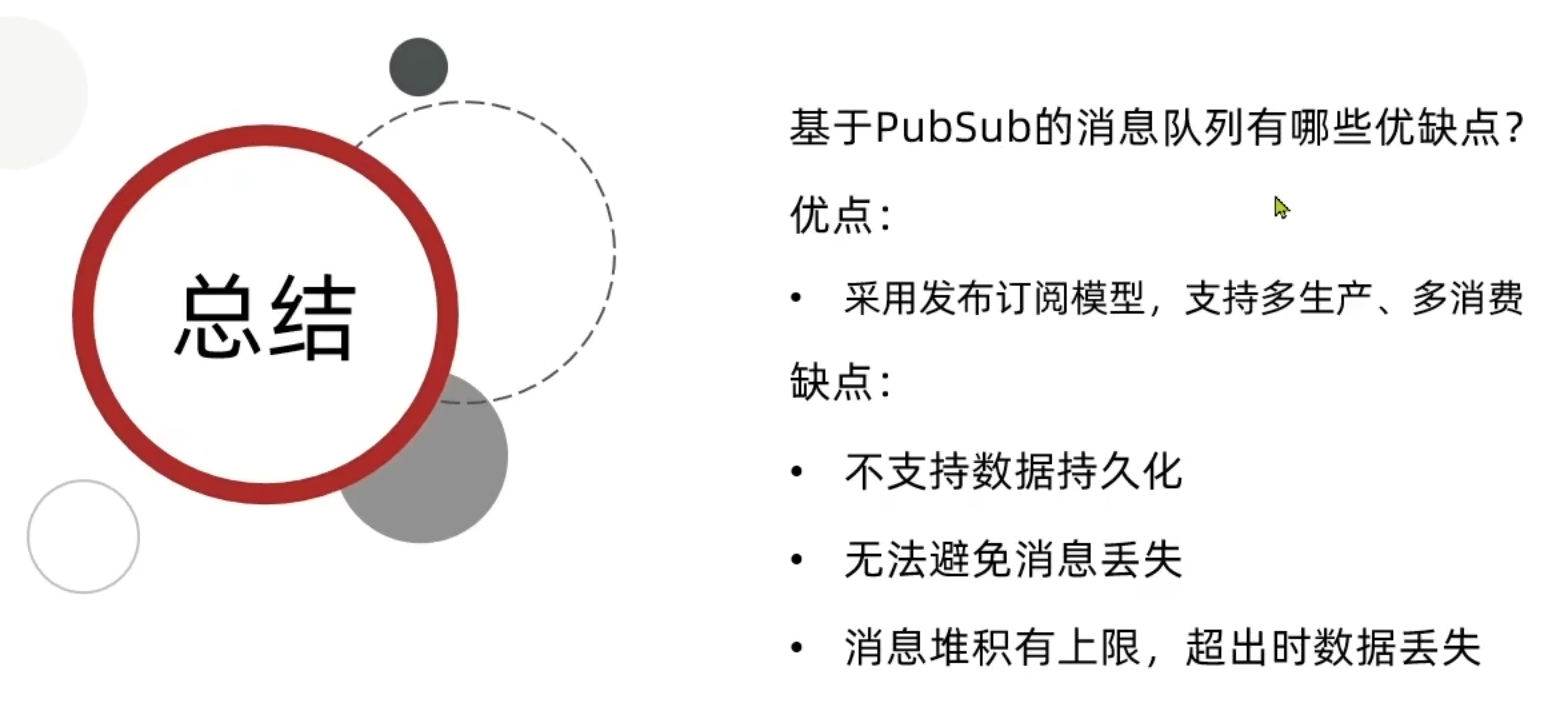 总结
基于PubSub的消息队列有哪些优缺点？
优点：
• 采用发布订阅模型，支持多生产、多消费
缺点：
• 不支持数据持久化
• 无法避免消息丢失
• 消息堆积有上限，超出时数据丢失